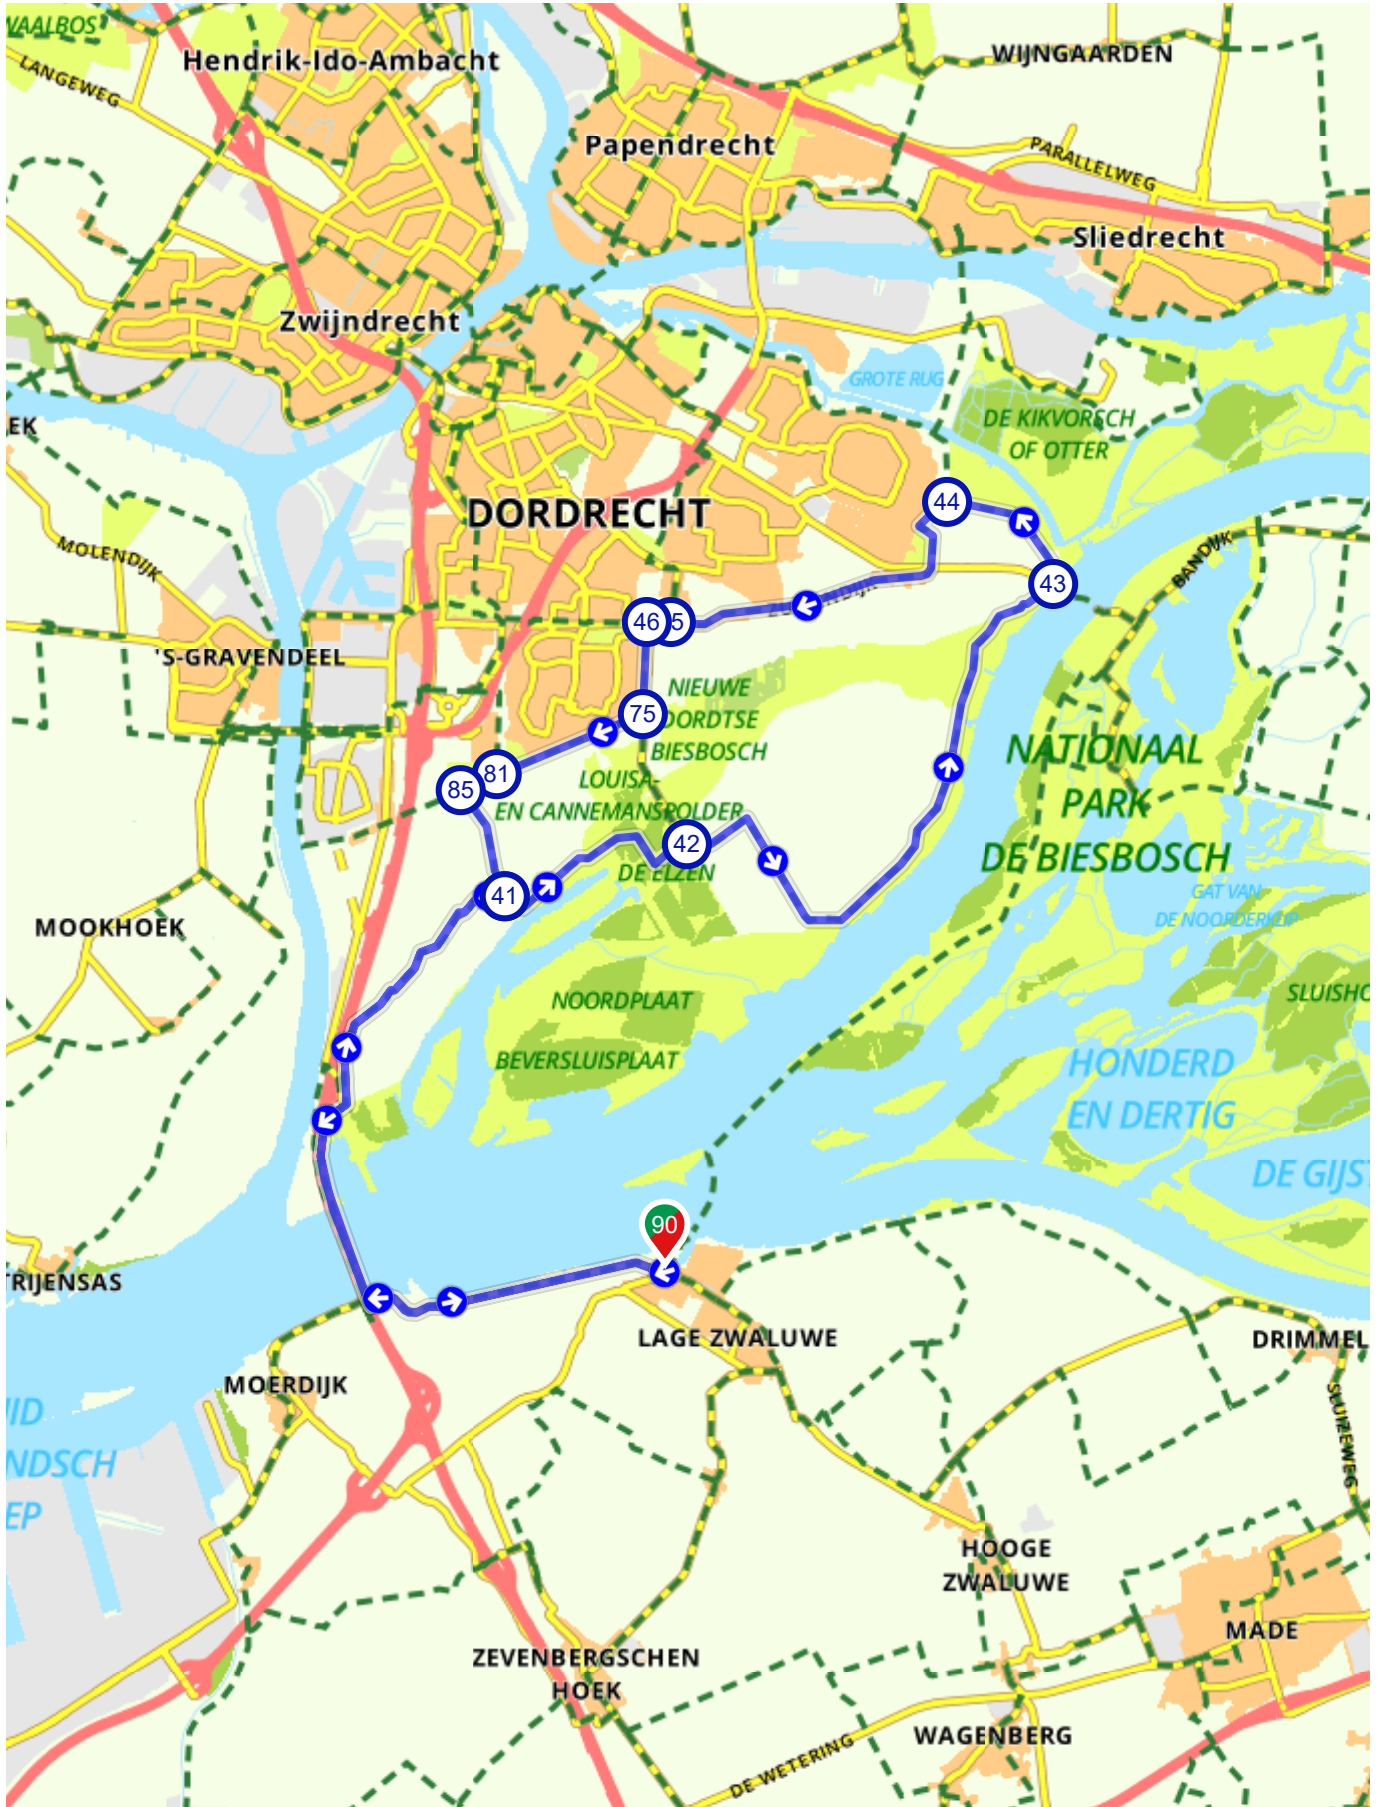 WAALBOS
Hendrik-Ido-Ambacht
WIJNGAARDEN
LANGEWEG
Papendrecht
PARALLELWEG
Sliedrecht
Zwijndrecht
GROTE RUG
DE KIKVORSCH
OF OTTER
EK
44
DORDRECHT
MOLENDIJK
BANDIJK
43
46
5
'S-GRAVENDEEL
NIEUWE
DORDTSE
BIESBOSCH
75
NATIONAAL
PARK
DE BIESBOSCH
81
85
LOUISA-
EN CANNEMANSPOLDER
42
DE ELZEN
41
GAT VAN
DE NOORDERKLIP
MOOKHOEK
NOORDPLAAT
SLUISHO
BEVERSLUISPLAAT
HONDERD
EN DERTIG
DE GIJST
90
TRIJENSAS
LAGE ZWALUWE
DRIMMEL
MOERDIJK
SLUIZEWEG
ID
NDSCH
EP
HOOGE
ZWALUWE
MADE
ZEVENBERGSCHEN
HOEK
WAGENBERG
DE WETERING